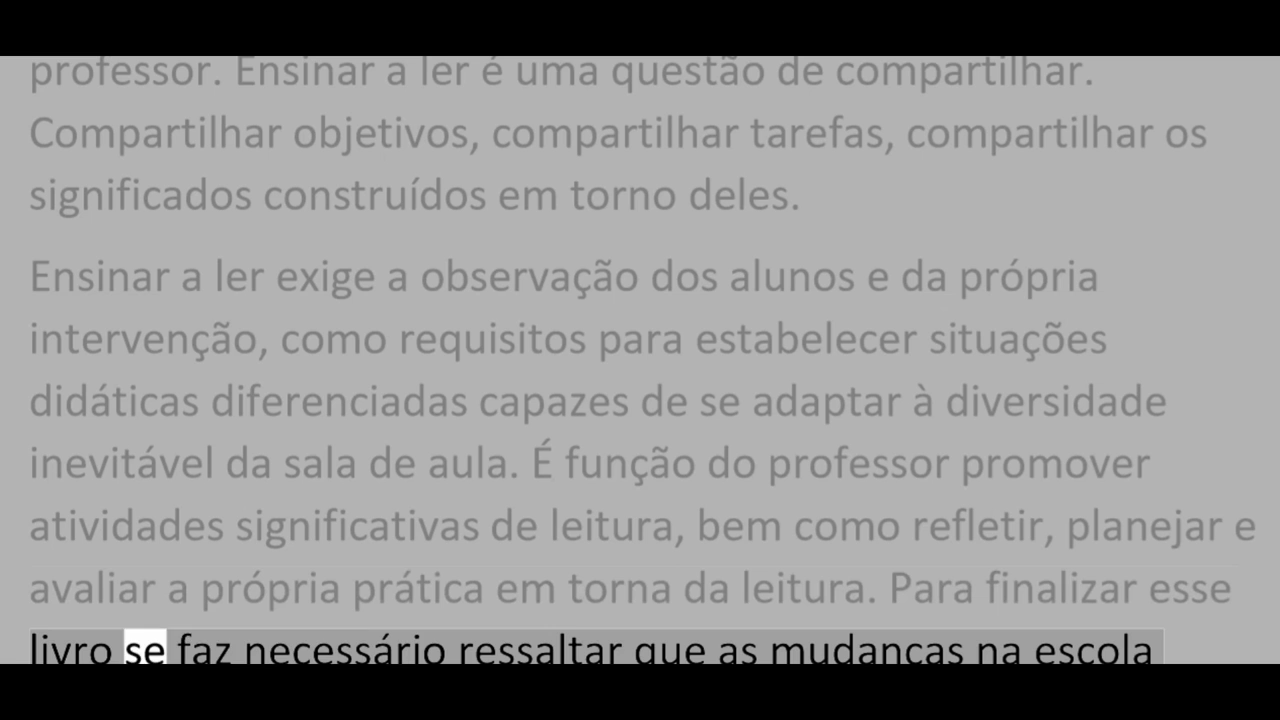 professor. Ensinar a ler é uma questão de compartilhar.
Compartilhar objetivos, compartilhar tarefas, compartilhar os
significados construídos em torno deles.
Ensinar a ler exige a observação dos alunos e da própria
intervenção, como requisitos para estabelecer situações
didáticas diferenciadas capazes de se adaptar à diversidade
inevitável da sala de aula. É função do professor promover
atividades significativas de leitura, bem como refletir, planejar e
avaliar a própria prática em torna da leitura. Para finalizar esse
livro se faz necessário ressaltar que as mudanças na escola